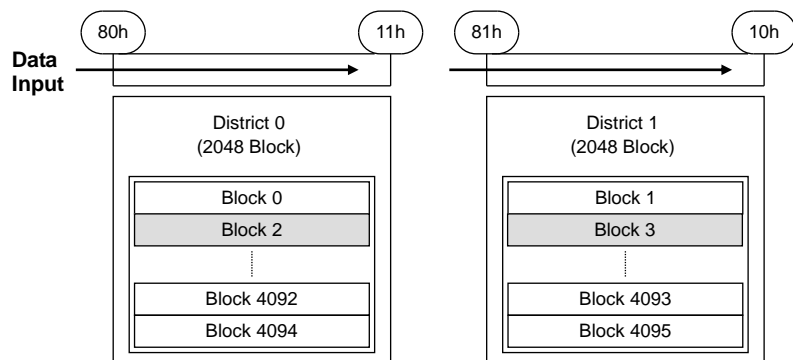 80h
11h
81h
10h
Data
Input
District 0
(2048 Block)
Block 0
Block 2
Block 4092
Block 4094
District 1
(2048 Block)
Block 1
Block 3
Block 4093
Block 4095